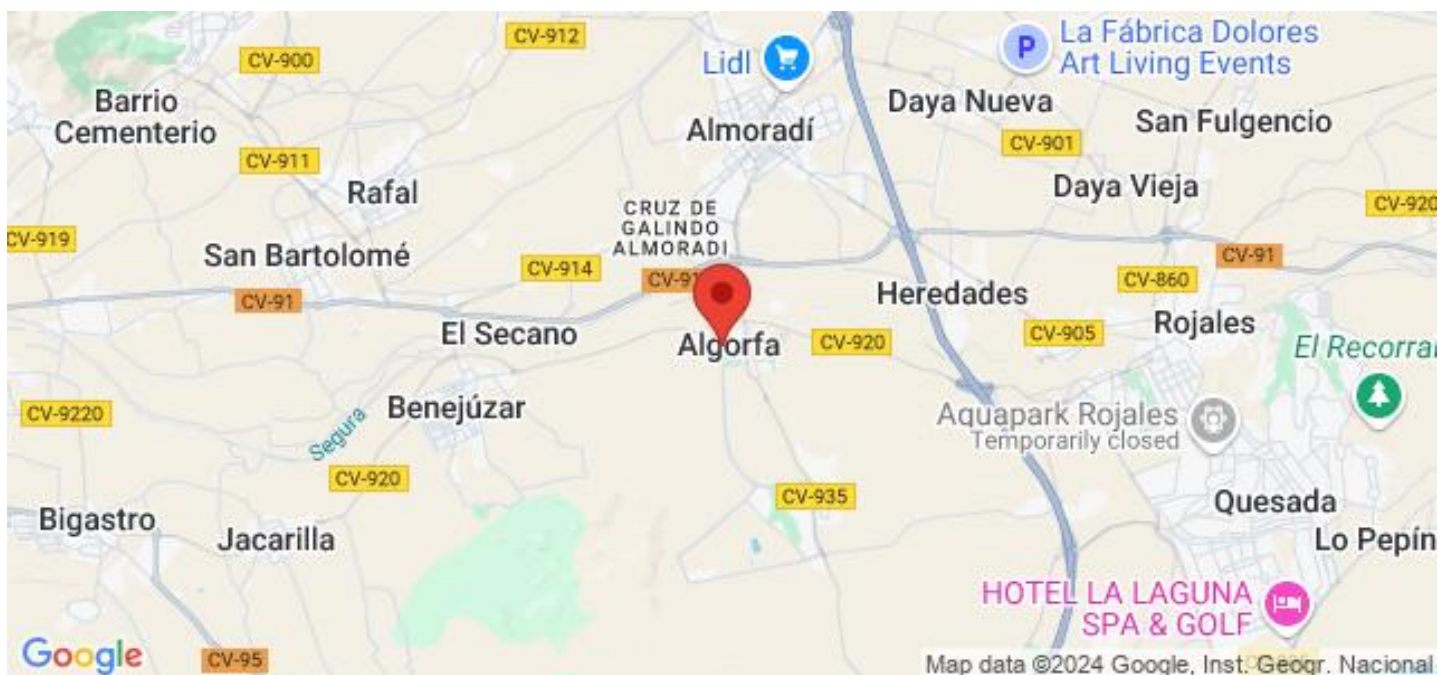 CV-912
La Fábrica Dolores
Art Living Events
CV-900
Lidl
Barrio
Cementerio
Daya Nueva
San Fulgencio
Almoradí
CV-901
CV-911
Rafal
Daya Vieja
CRUZ DE
GALINDO
ALMORADI
CV-920
CV-919
San Bartolomé
CV-914
CV-91
CV-860
Heredades
CV-91
El Secano
Algorfa
CV-920
CV-905
Rojales
El Recorral
Benejúzar
CV-9220
Segura
Aquapark Rojales
Temporarily closed
CV-920
CV-935
Quesada
Bigastro
Jacarilla
Lo Pepín
HOTEL LA LAGUNA
SPA & GOLF
Google
CV-95
Map data ©2024 Google, Inst. Geogr. Nacional